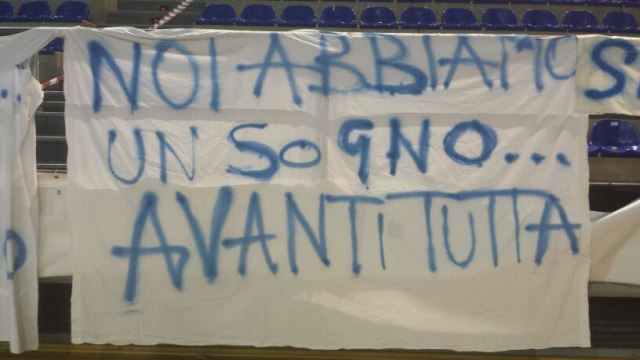 NOI ABBIAMO
UN SOGNO...
AVANTI TUTTA